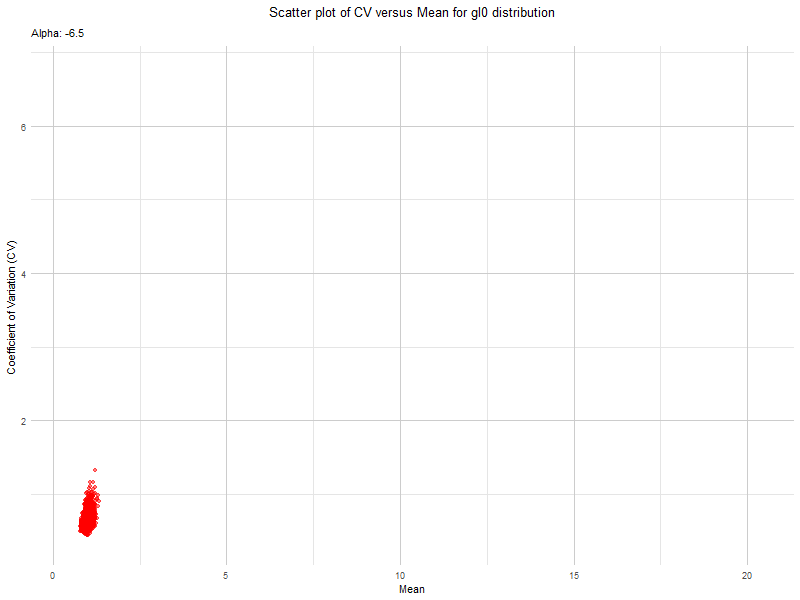 Scatter plot of CV versus Mean for gI0 distribution
Alpha: -6.5
6
4
2
Coefficient of Variation (CV)
0
5
10
15
20
Mean